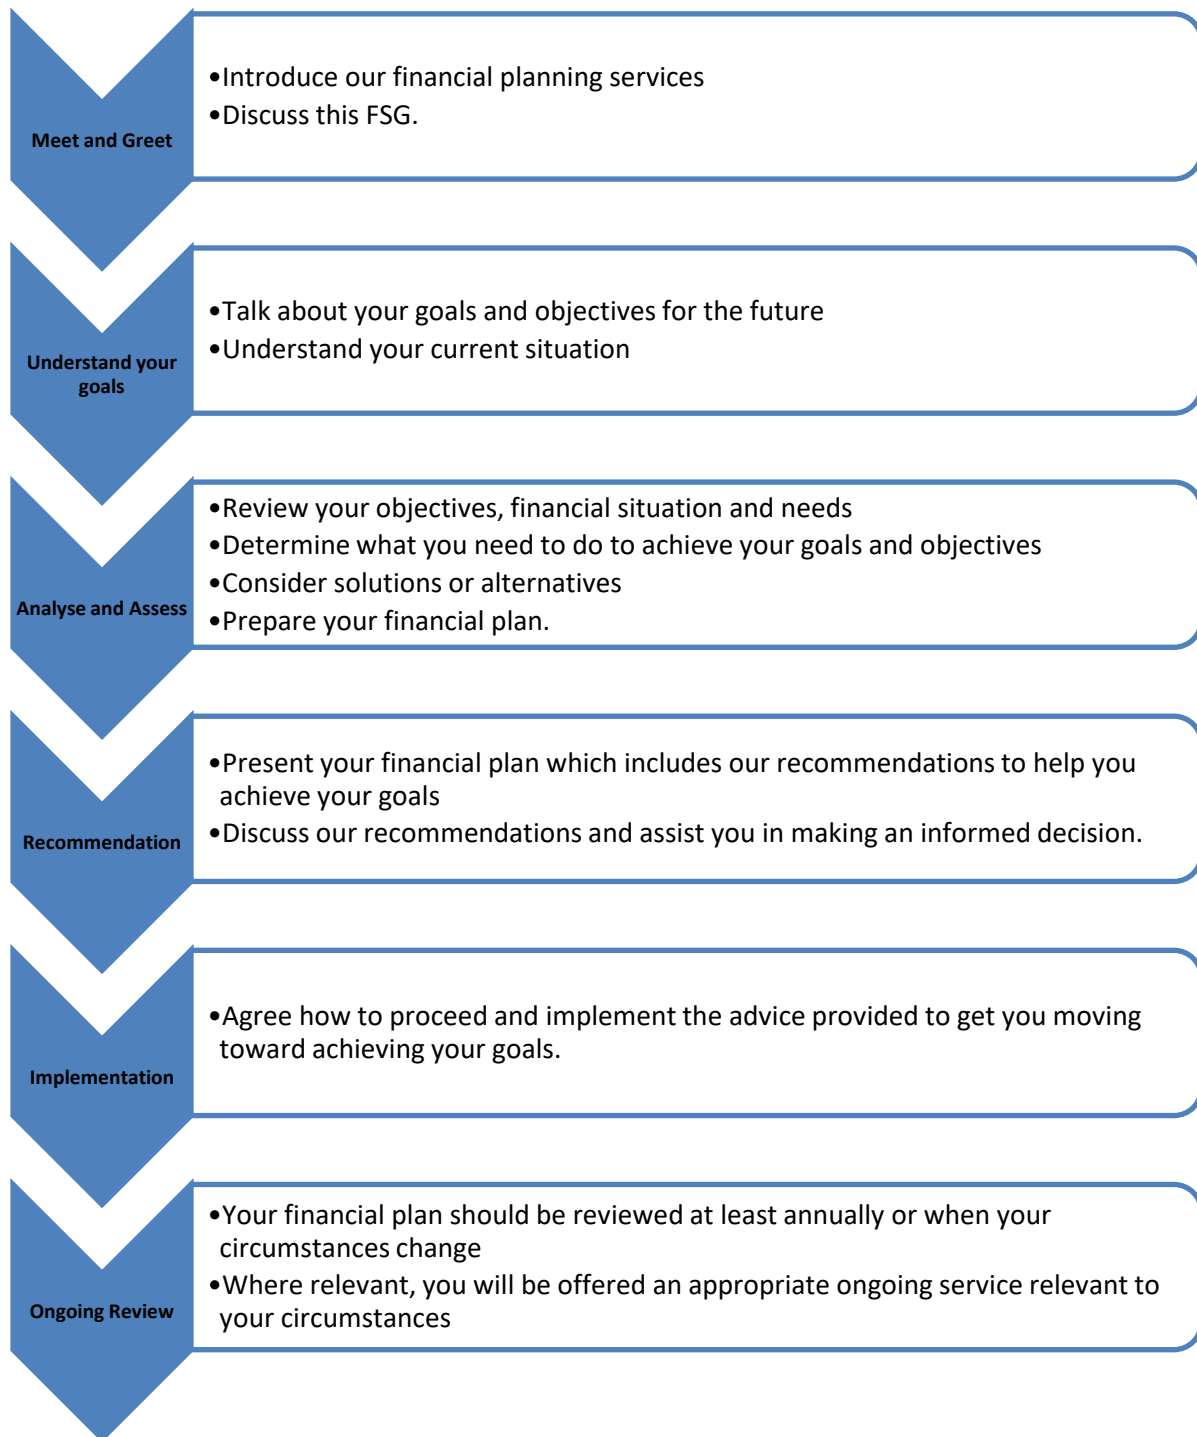 Meet and Greet
•Introduce our financial planning services
•Discuss this FSG.
Understand your
goals
•Talk about your goals and objectives for the future
•Understand your current situation
Analyse and Assess
•Review your objectives, financial situation and needs
•Determine what you need to do to achieve your goals and objectives
•Consider solutions or alternatives
•Prepare your financial plan.
Recommendation
•Present your financial plan which includes our recommendations to help you
achieve your goals
•Discuss our recommendations and assist you in making an informed decision.
Implementation
•Agree how to proceed and implement the advice provided to get you moving
toward achieving your goals.
Ongoing Review
•Your financial plan should be reviewed at least annually or when your
circumstances change
•Where relevant, you will be offered an appropriate ongoing service relevant to
your circumstances